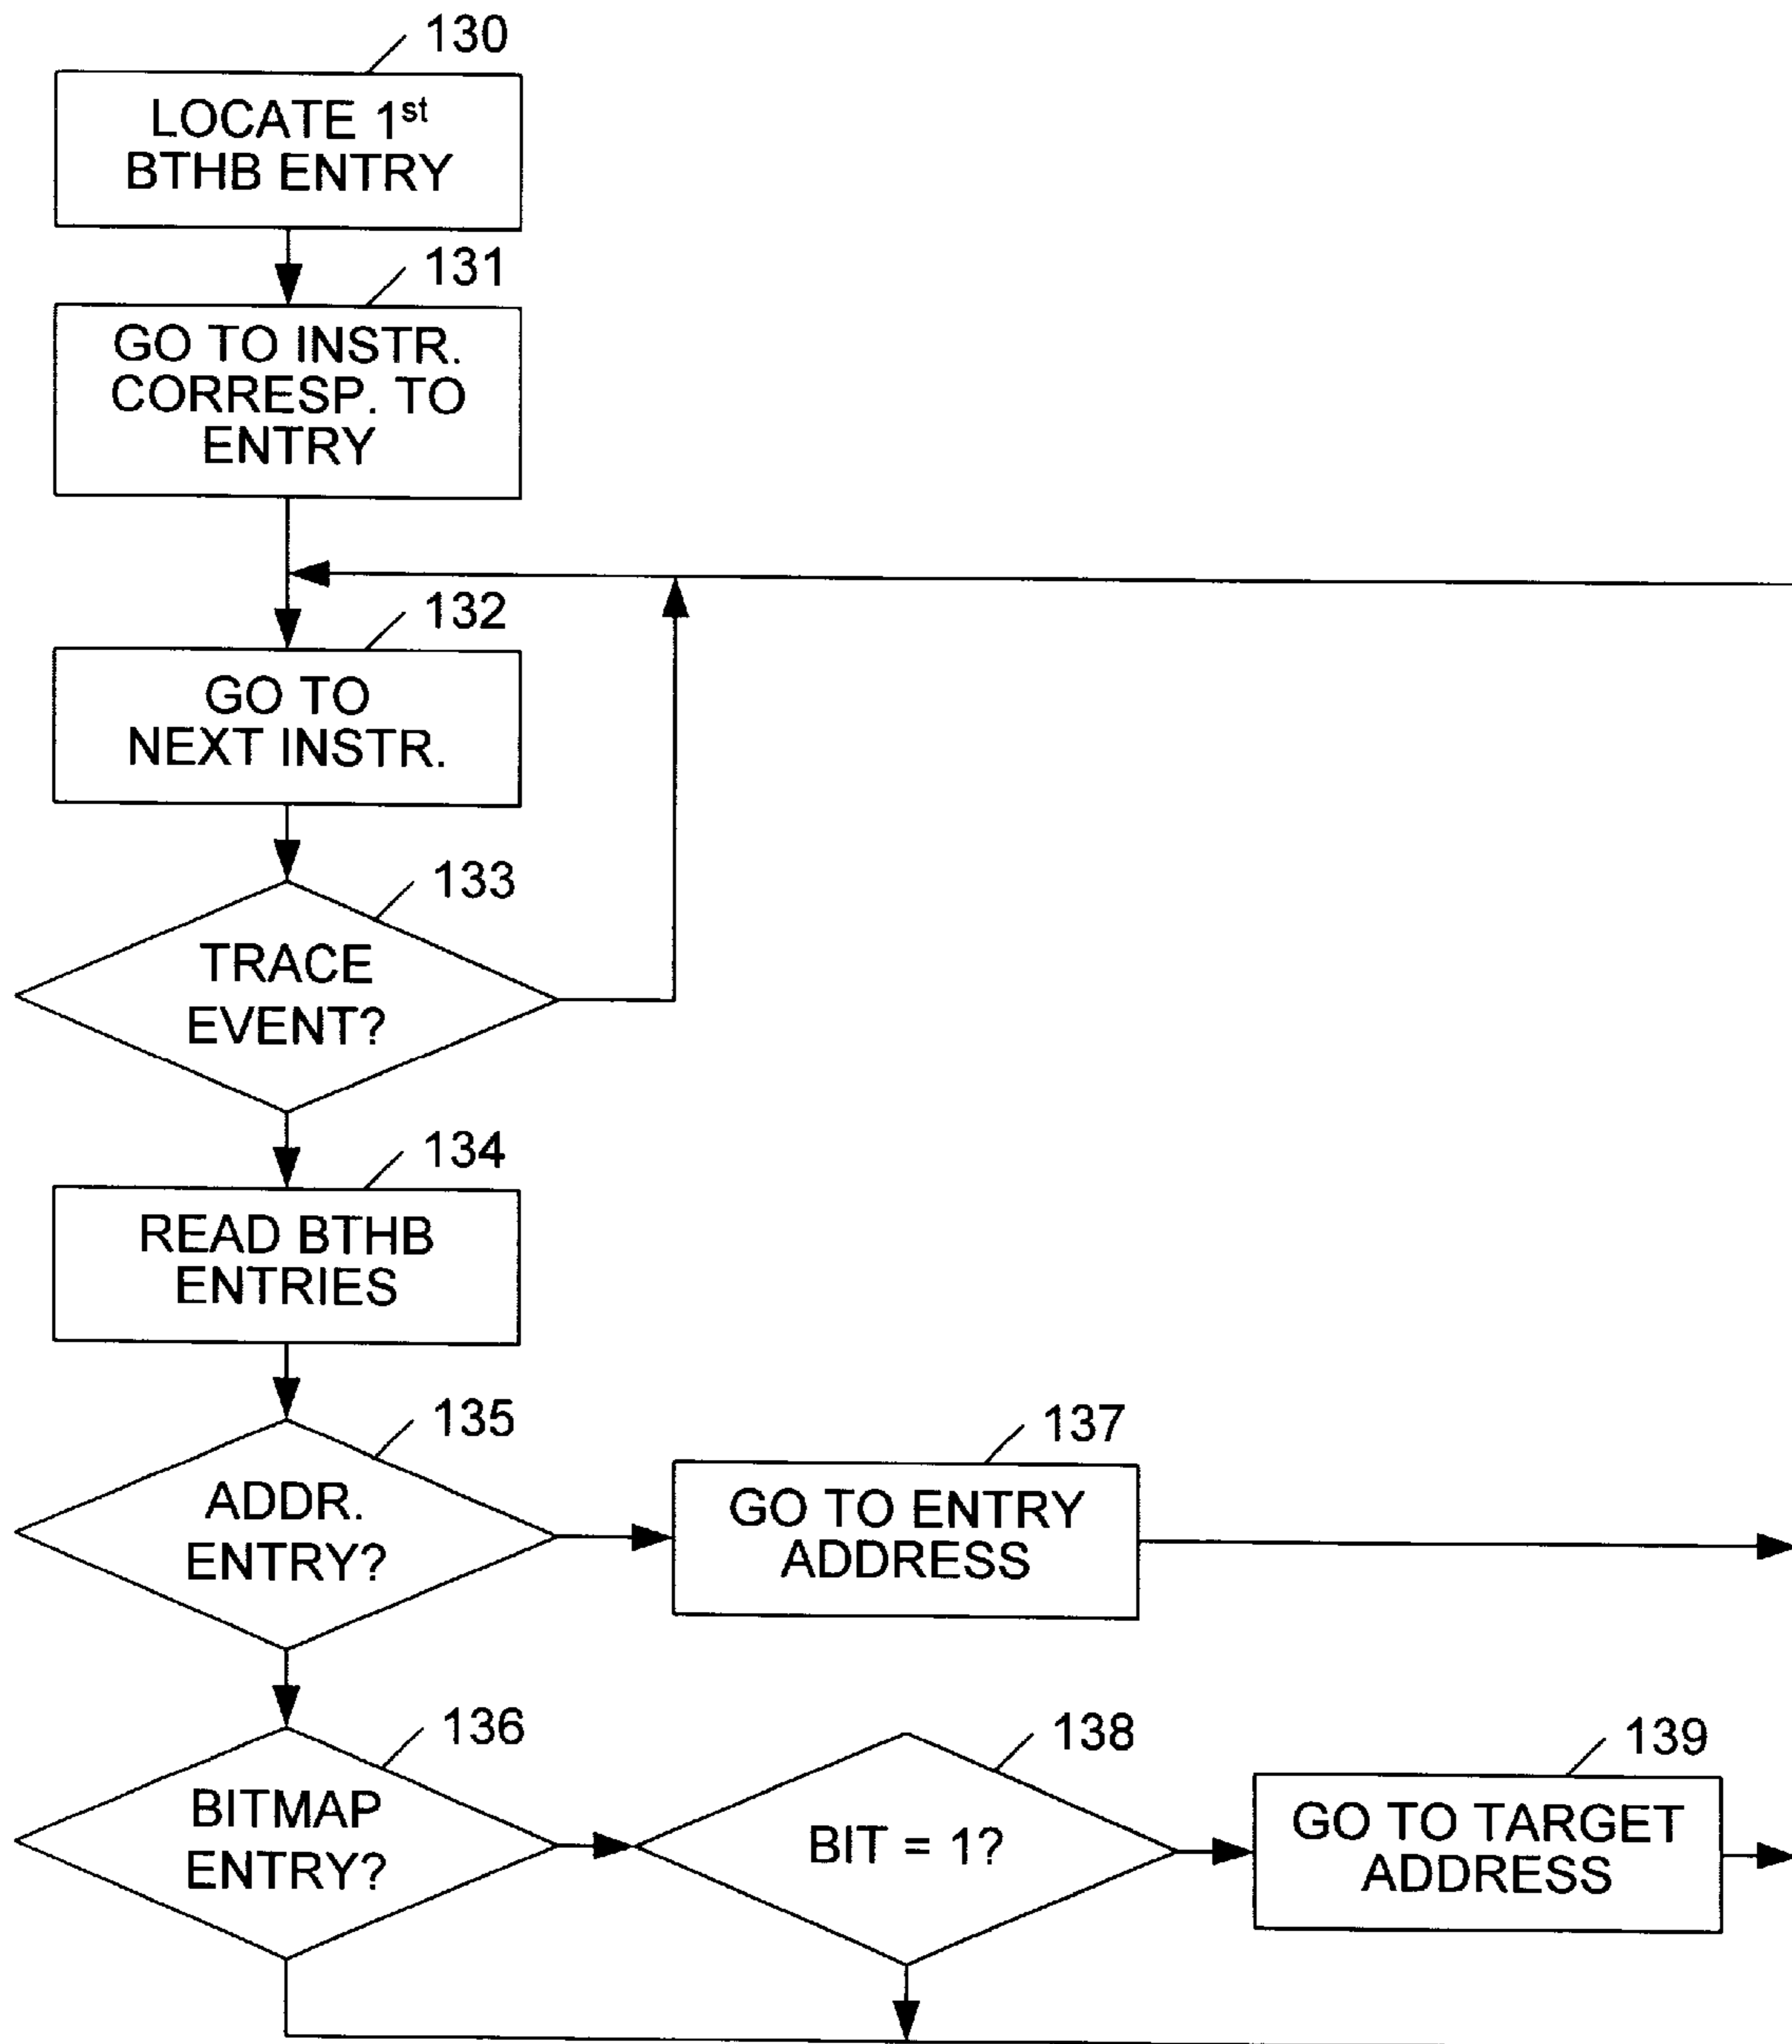 130
LOCATE 1st
BTHB ENTRY
131
GO TO INSTR.
CORRESP. TO
ENTRY
132
GO TO
NEXT INSTR.
133
TRACE
EVENT?
134
READ BTHB
ENTRIES
135
ADDR.
ENTRY?
137
GO TO ENTRY
ADDRESS
136
BITMAP
ENTRY?
138
BIT = 1?
139
GO TO TARGET
ADDRESS